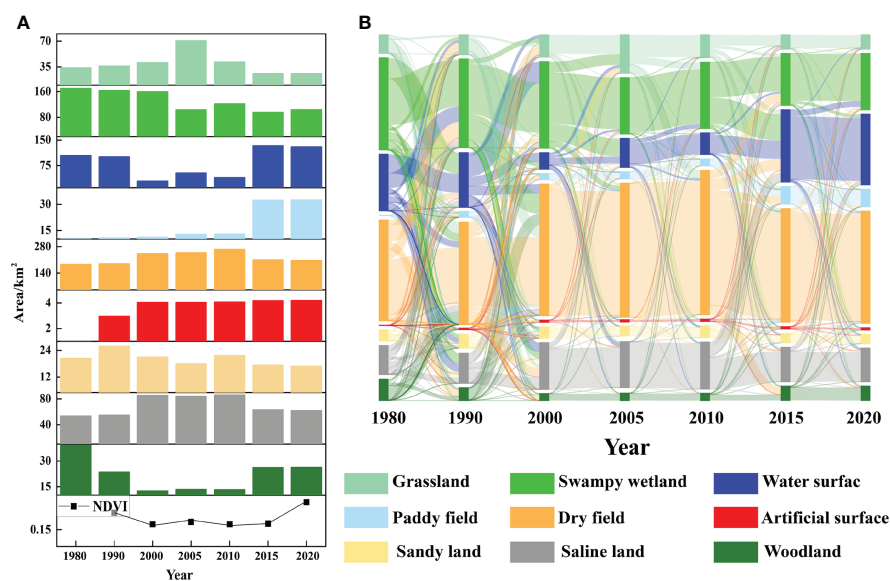 A
70
35
160
80
150
75
30
15
280
140
4
2
24
12
80
40
30
15
NDVI
0.15
Area/km²
1980 1990 2000 2005 2010 2015 2020
Year
B
1980 1990 2000 2005 2010 2015 2020
Year
Grassland Swampy wetland Water surfac
Paddy field Dry field Artificial surface
Sandy land Saline land Woodland